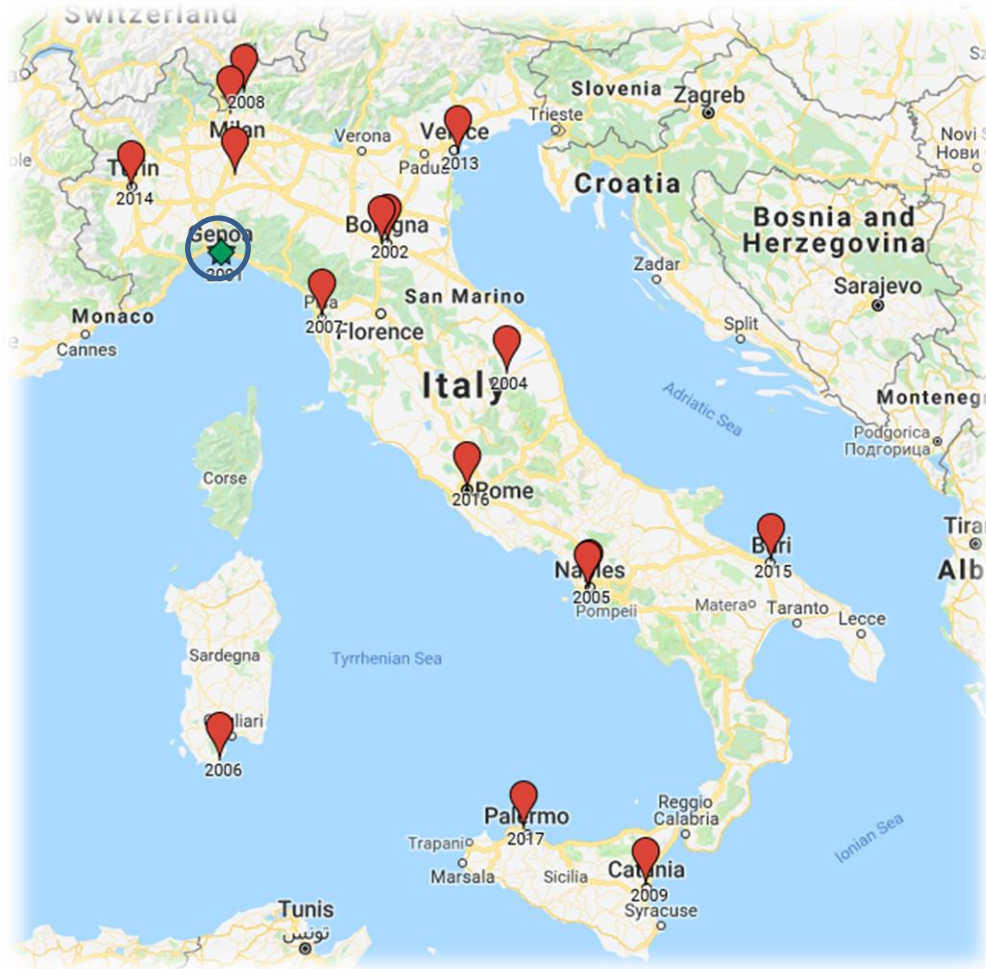 Switzerland
2008
Slovenia
Zagreb
Trieste
Milan
Verona
Venice
2013
Padua
Novi S
Нови
Turin
2014
Croatia
Bosnia and
Herzegovina
Genoa
2001
Bologna
2002
Zadar
Sarajevo
San Marino
Pisa
2007
Florence
Monaco
Cannes
Split
2004
Italy
Adriatic Sea
Monteneg
Podgorica
Подгорица
Corse
2016
Rome
Tira
Bari
2015
Alb
Naples
2005
Pompeii
Matera
Taranto
Lecce
Sardegna
Tyrrhenian Sea
Cagliari
2006
Palermo
2017
Reggio
Calabria
Ionian Sea
Trapani
Marsala
Sicilia
Catania
2009
Syracuse
Tunis
تونس